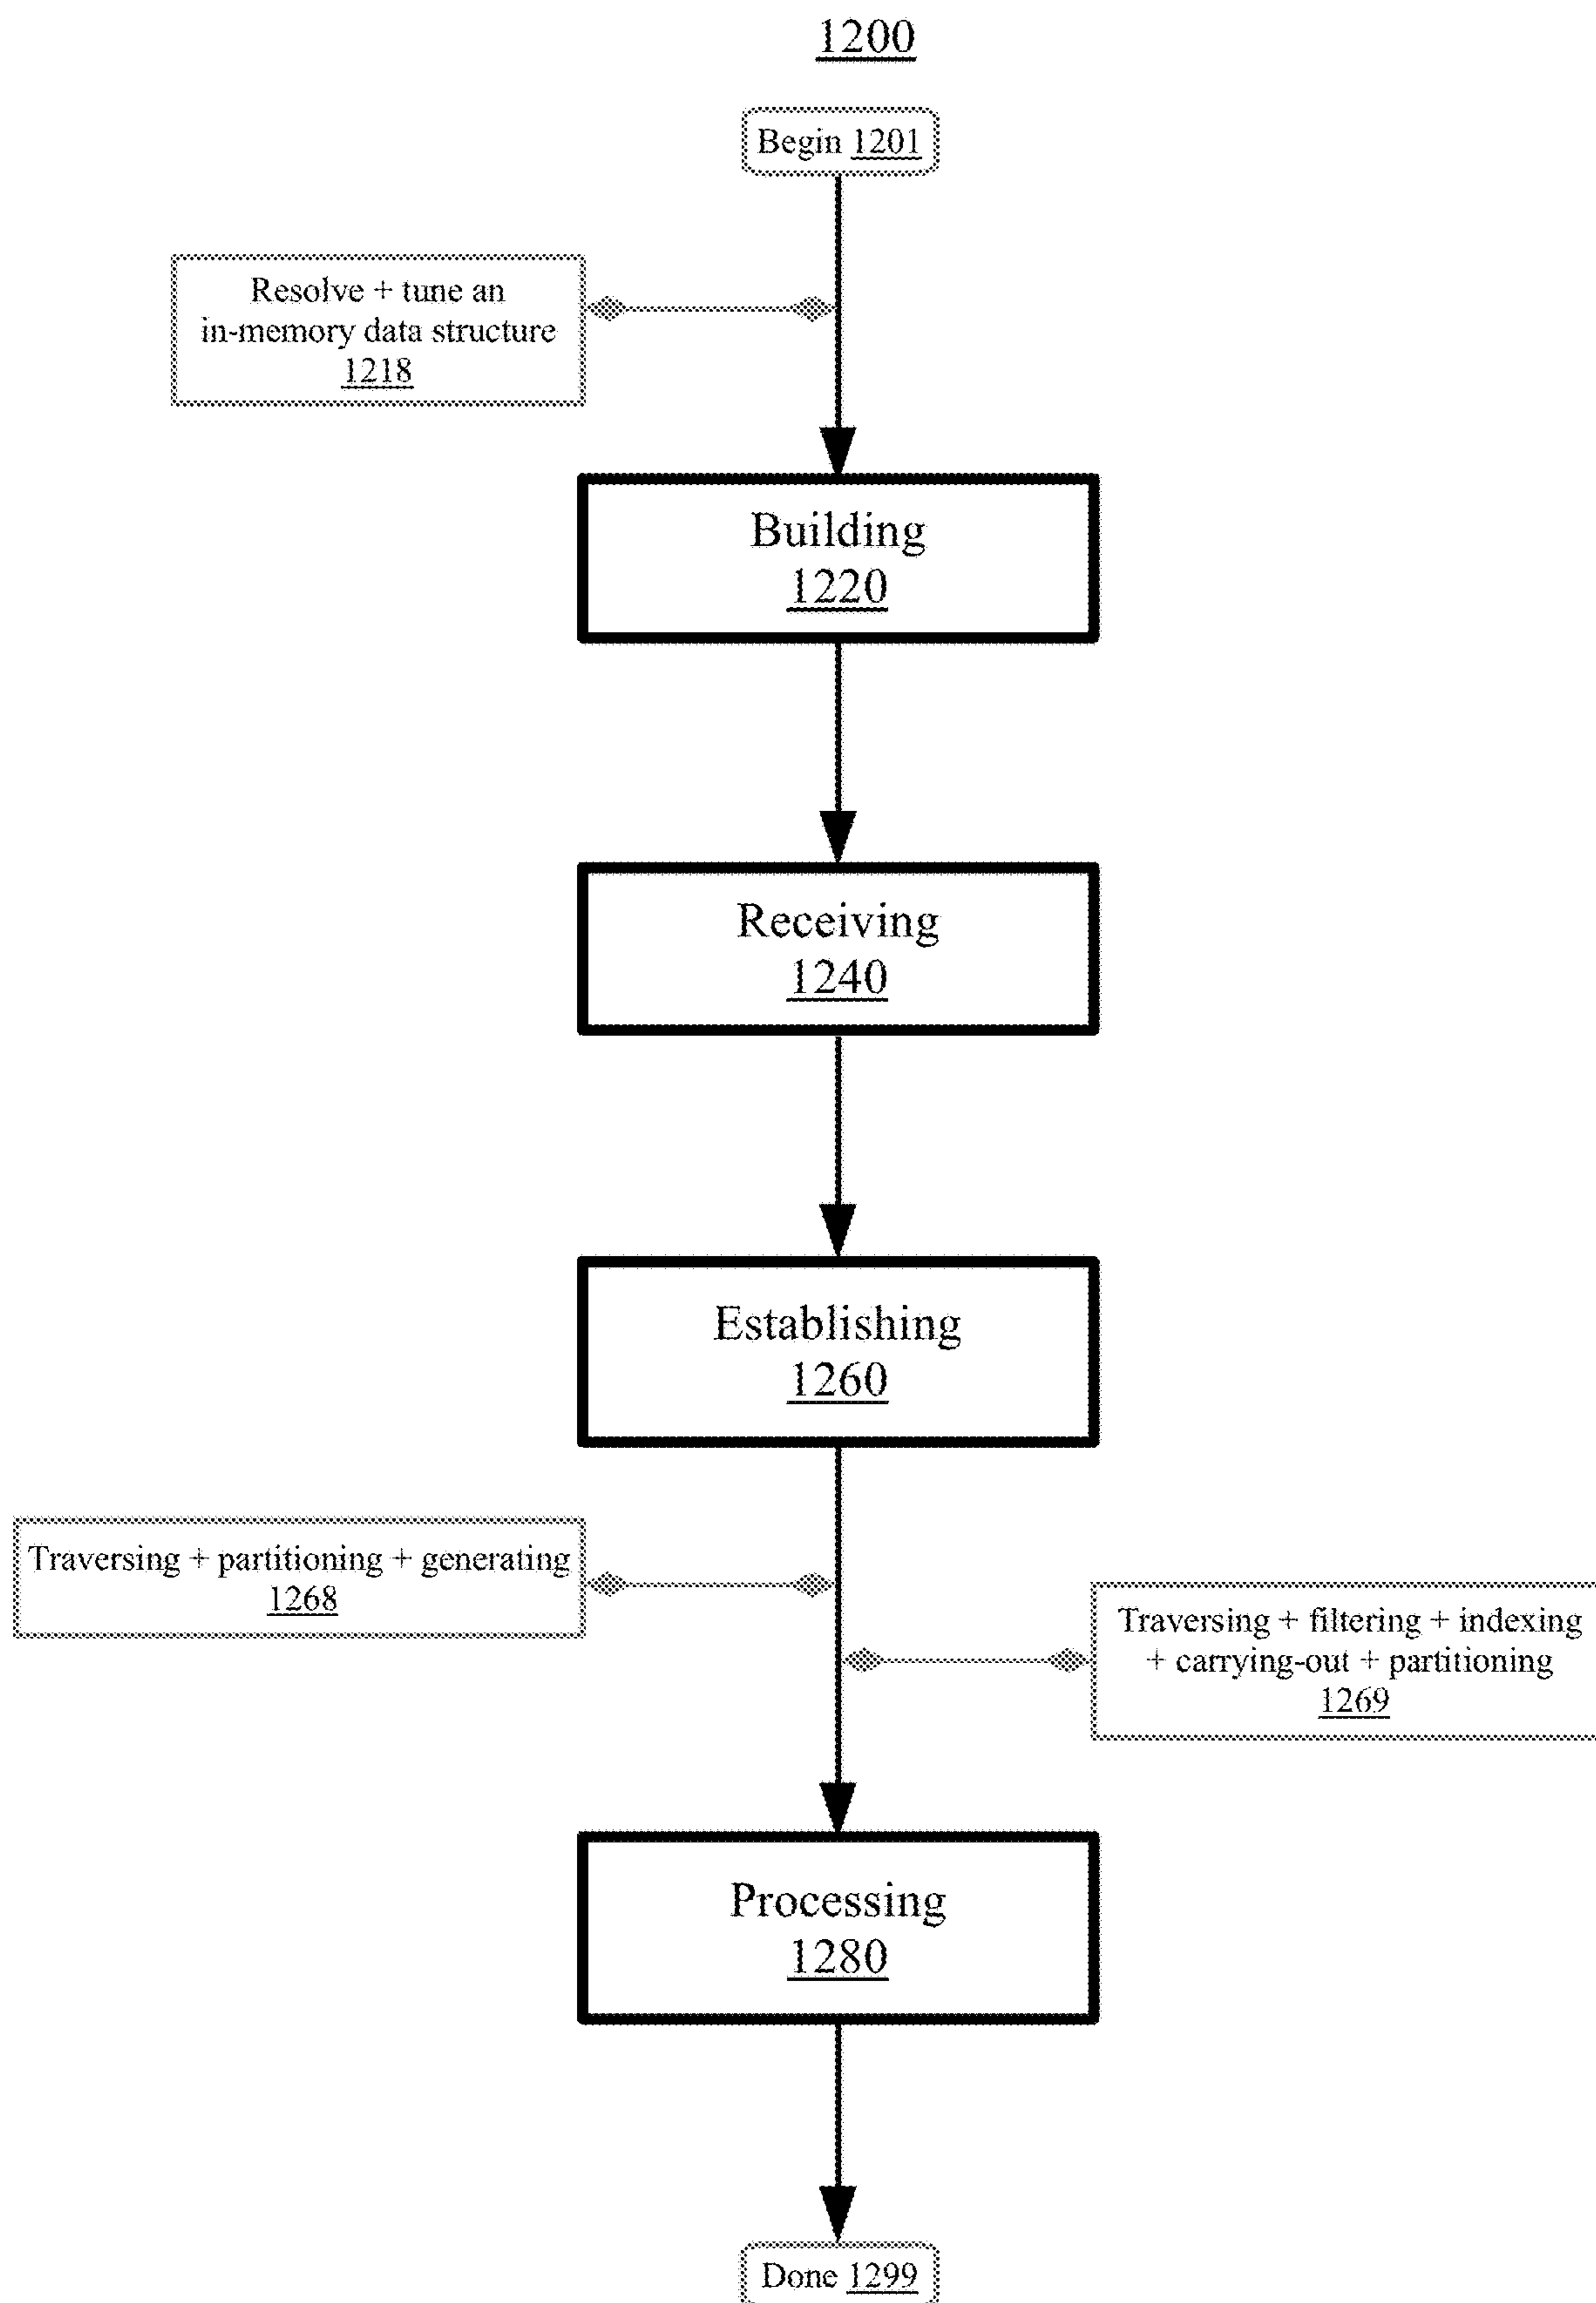 1200
Begin 1201
Resolve + tune an
in-memory data structure
1218
Building
1220
Receiving
1240
Establishing
1260
Traversing + partitioning + generating
1268
Traversing + filtering + indexing
+ carrying-out + partitioning
1269
Processing
1280
Done 1299